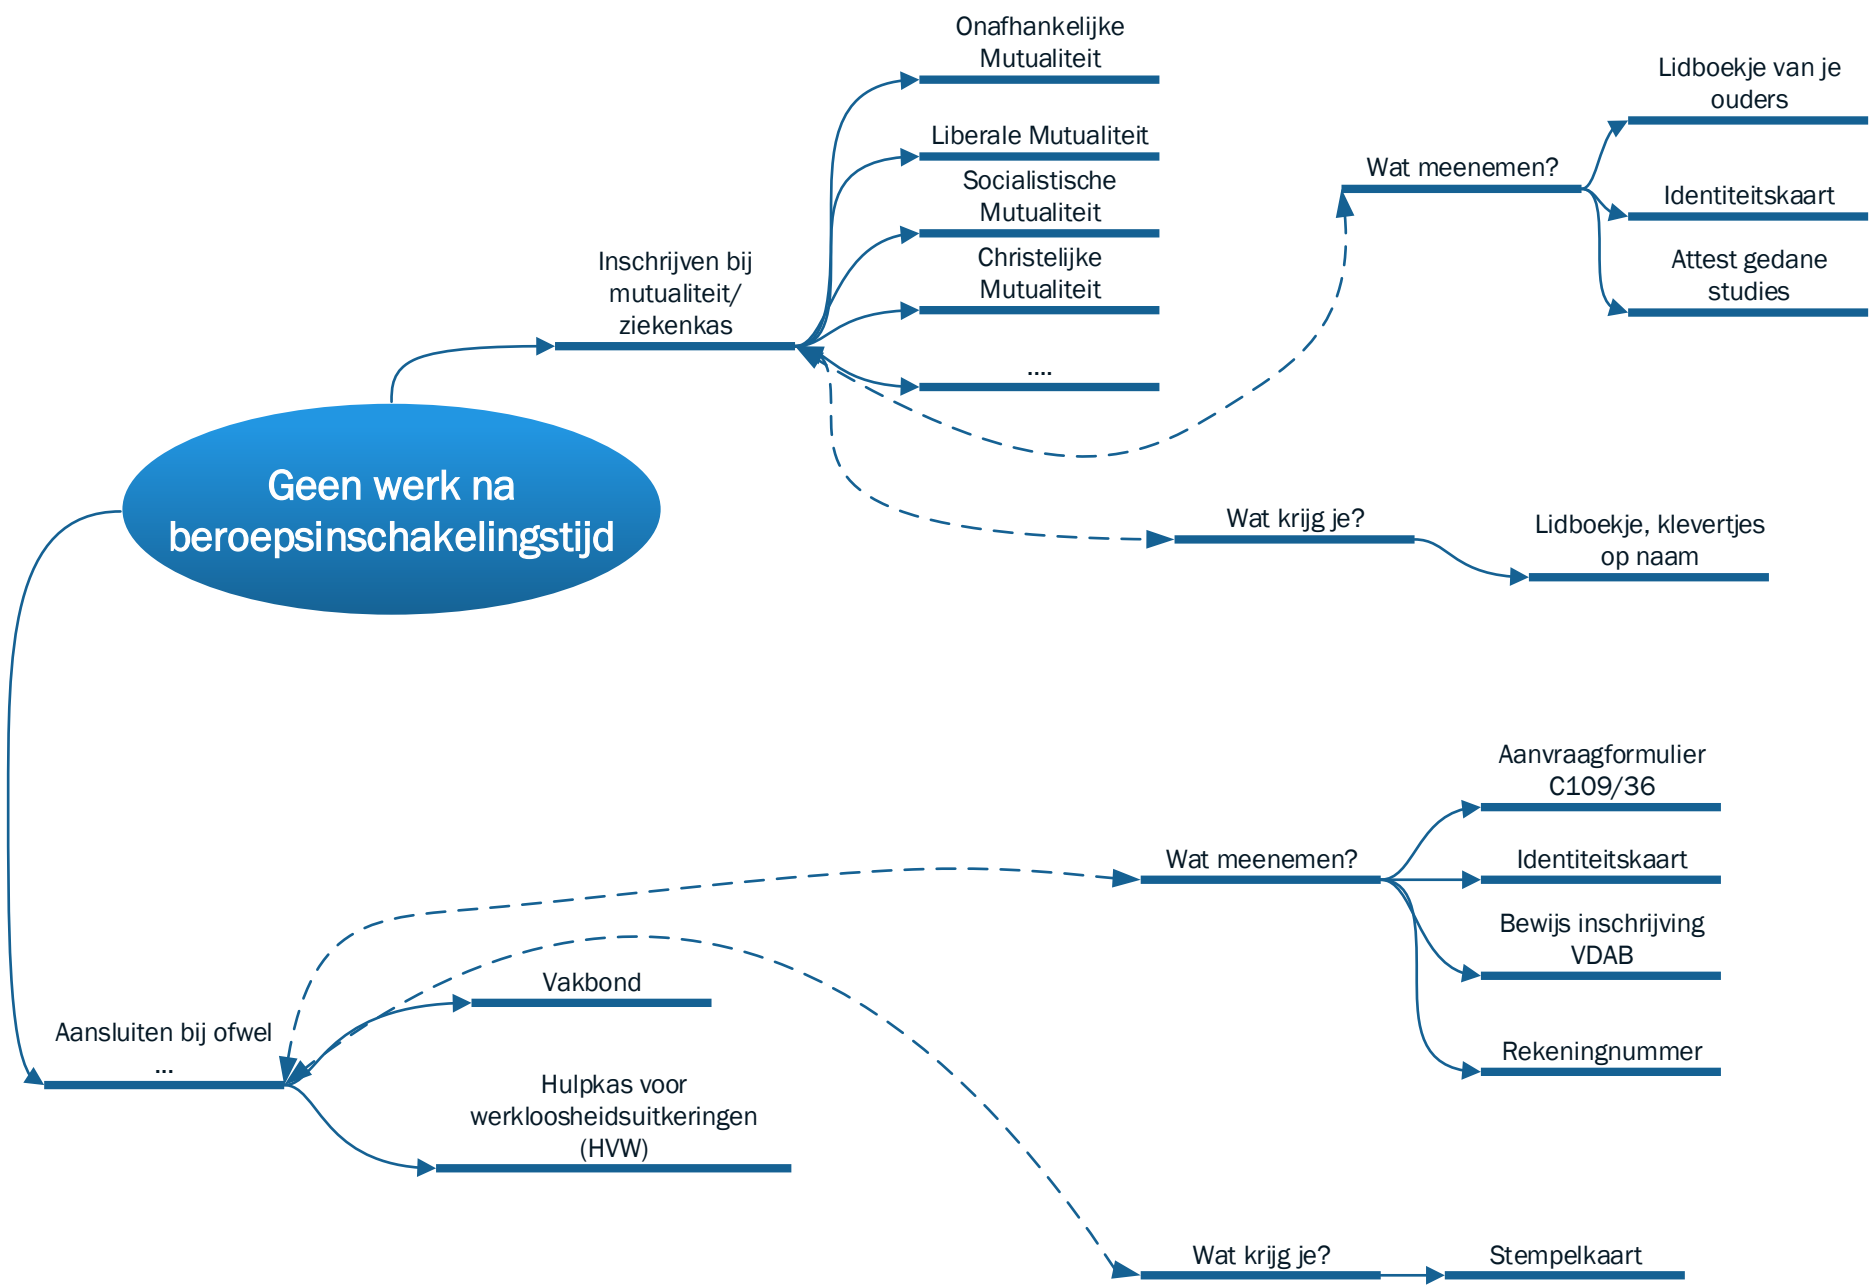 Geen werk na
beroepsinschakelingstijd
Inschrijven bij
mutualiteit/
ziekenkas
Onafhankelijke
Mutualiteit
Liberale Mutualiteit
Socialistische
Mutualiteit
Christelijke
Mutualiteit
....
Wat meenemen?
Lidboekje van je
ouders
Identiteitskaart
Attest gedane
studies
Wat krijg je?
Lidboekje, klevertjes
op naam
Aansluiten bij ofwel
...
Vakbond
Hulpkas voor
werkloosheidsuitkeringen
(HVW)
Wat meenemen?
Aanvraagformulier
C109/36
Identiteitskaart
Bewijs inschrijving
VDAB
Rekeningnummer
Wat krijg je?
Stempelkaart